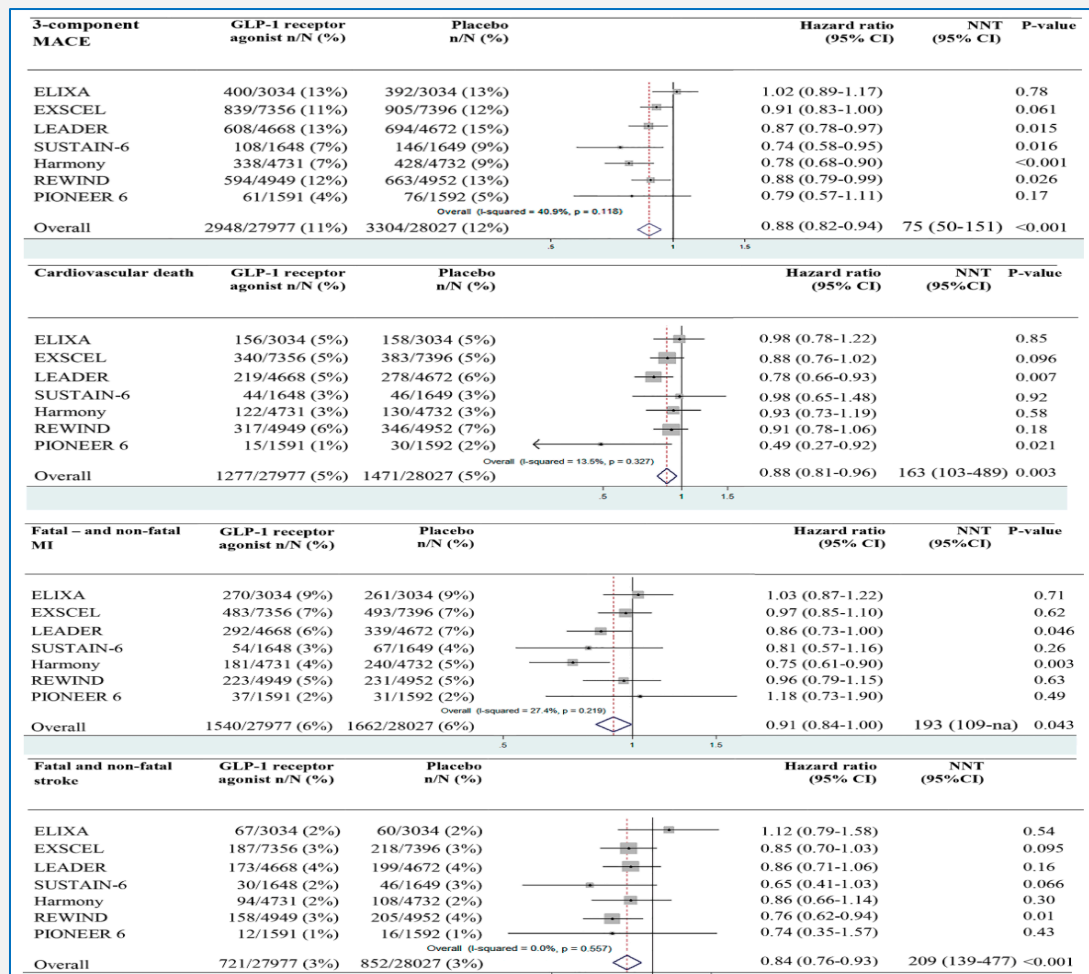 3-component MACE GLP-1 receptor agonist n/N (%) Placebo n/N (%) Hazard ratio (95% CI) NNT (95% CI) P-value
ELIXA 400/3034 (13%) 392/3034 (13%) 1.02 (0.89-1.17) 0.78
EXSCEL 839/7356 (11%) 905/7396 (12%) 0.91 (0.83-1.00) 0.061
LEADER 608/4668 (13%) 694/4672 (15%) 0.87 (0.78-0.97) 0.015
SUSTAIN-6 108/1648 (7%) 146/1649 (9%) 0.74 (0.58-0.95) 0.016
Harmony 338/4731 (7%) 428/4732 (9%) 0.78 (0.68-0.90) <0.001
REWIND 594/4949 (12%) 663/4952 (13%) 0.88 (0.79-0.99) 0.026
PIONEER 6 61/1591 (4%) 76/1592 (5%) 0.79 (0.57-1.11) 0.17
Overall (I-squared = 40.9%, p = 0.118)
Overall 2948/27977 (11%) 3304/28027 (12%) 0.88 (0.82-0.94) 75 (50-151) <0.001
.5 1 1.5
Cardiovascular death GLP-1 receptor agonist n/N (%) Placebo n/N (%) Hazard ratio (95% CI) NNT (95%CI) P-value
ELIXA 156/3034 (5%) 158/3034 (5%) 0.98 (0.78-1.22) 0.85
EXSCEL 340/7356 (5%) 383/7396 (5%) 0.88 (0.76-1.02) 0.096
LEADER 219/4668 (5%) 278/4672 (6%) 0.78 (0.66-0.93) 0.007
SUSTAIN-6 44/1648 (3%) 46/1649 (3%) 0.98 (0.65-1.48) 0.92
Harmony 122/4731 (3%) 130/4732 (3%) 0.93 (0.73-1.19) 0.58
REWIND 317/4949 (6%) 346/4952 (7%) 0.91 (0.78-1.06) 0.18
PIONEER 6 15/1591 (1%) 30/1592 (2%) 0.49 (0.27-0.92) 0.021
Overall (I-squared = 13.5%, p = 0.327)
Overall 1277/27977 (5%) 1471/28027 (5%) 0.88 (0.81-0.96) 163 (103-489) 0.003
.5 1 1.5
Fatal – and non-fatal MI GLP-1 receptor agonist n/N (%) Placebo n/N (%) Hazard ratio (95% CI) NNT (95%CI) P-value
ELIXA 270/3034 (9%) 261/3034 (9%) 1.03 (0.87-1.22) 0.71
EXSCEL 483/7356 (7%) 493/7396 (7%) 0.97 (0.85-1.10) 0.62
LEADER 292/4668 (6%) 339/4672 (7%) 0.86 (0.73-1.00) 0.046
SUSTAIN-6 54/1648 (3%) 67/1649 (4%) 0.81 (0.57-1.16) 0.26
Harmony 181/4731 (4%) 240/4732 (5%) 0.75 (0.61-0.90) 0.003
REWIND 223/4949 (5%) 231/4952 (5%) 0.96 (0.79-1.15) 0.63
PIONEER 6 37/1591 (2%) 31/1592 (2%) 1.18 (0.73-1.90) 0.49
Overall (I-squared = 27.4%, p = 0.219)
Overall 1540/27977 (6%) 1662/28027 (6%) 0.91 (0.84-1.00) 193 (109-na) 0.043
.5 1 1.5
Fatal and non-fatal stroke GLP-1 receptor agonist n/N (%) Placebo n/N (%) Hazard ratio (95% CI) NNT (95%CI)
ELIXA 67/3034 (2%) 60/3034 (2%) 1.12 (0.79-1.58) 0.54
EXSCEL 187/7356 (3%) 218/7396 (3%) 0.85 (0.70-1.03) 0.095
LEADER 173/4668 (4%) 199/4672 (4%) 0.86 (0.71-1.06) 0.16
SUSTAIN-6 30/1648 (2%) 46/1649 (3%) 0.65 (0.41-1.03) 0.066
Harmony 94/4731 (2%) 108/4732 (2%) 0.86 (0.66-1.14) 0.30
REWIND 158/4949 (3%) 205/4952 (4%) 0.76 (0.62-0.94) 0.01
PIONEER 6 12/1591 (1%) 16/1592 (1%) 0.74 (0.35-1.57) 0.43
Overall (I-squared = 0.0%, p = 0.557)
Overall 721/27977 (3%) 852/28027 (3%) 0.84 (0.76-0.93) 209 (139-477) <0.001